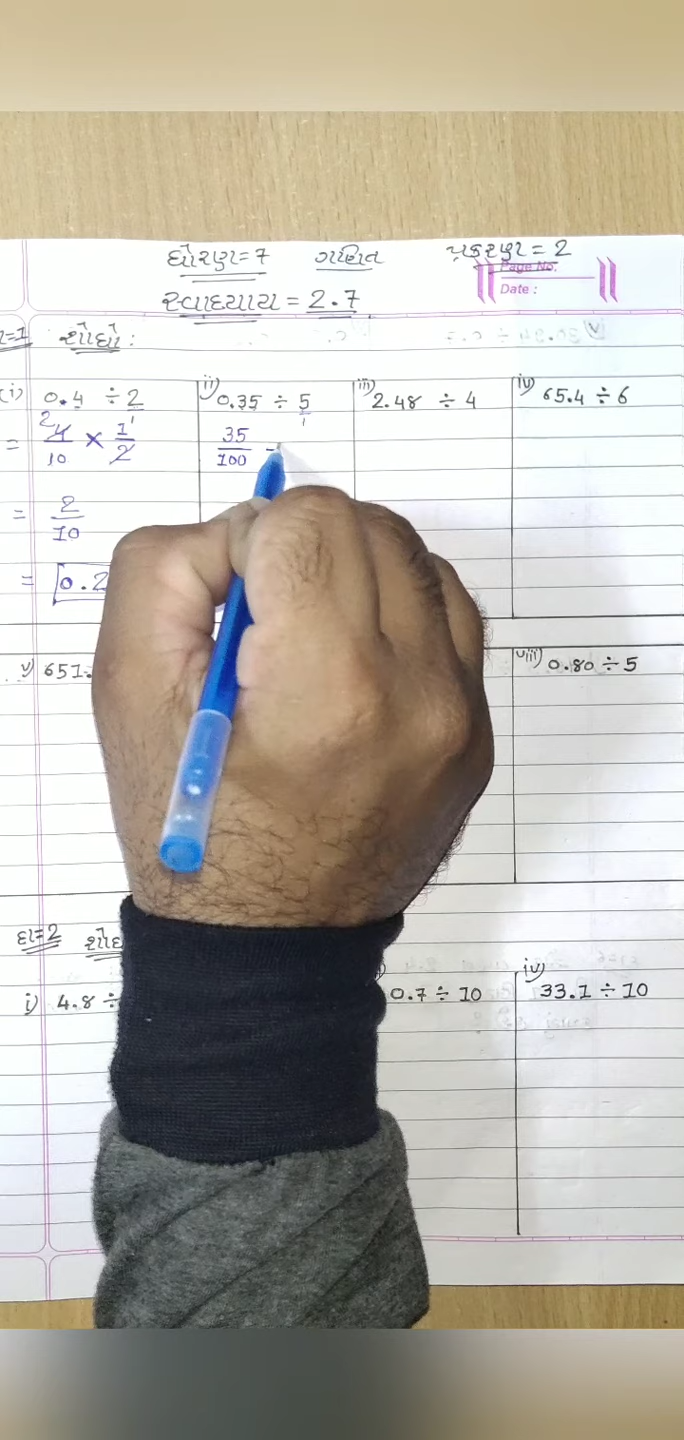 ધોરણ=7 ગણિત પ્રકરણ = 2
Page No.
Date :
સ્વાધ્યાય = 2.7
=1 શોધો :
(i) 0.4 ÷ 2 ii) 0.35 ÷ 5 iii) 2.48 ÷ 4 iv) 65.4 ÷ 6
= 4/10 × 1/2 35/100
= 2/10
= 0.2
v) 651. viii) 0.80 ÷ 5
દા=2
i) 4.8 ÷ 0.7 ÷ 10 iv) 33.1 ÷ 10